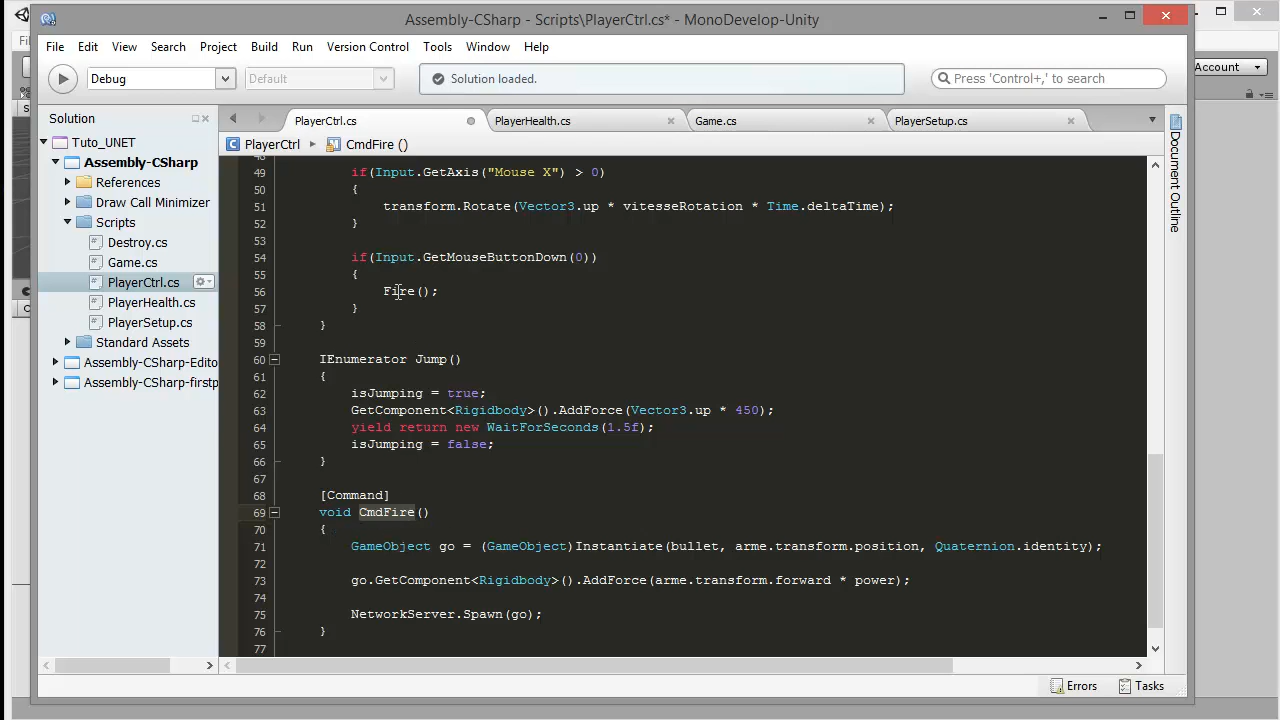 Assembly-CSharp - Scripts\PlayerCtrl.cs* - MonoDevelop-Unity
File Edit View Search Project Build Run Version Control Tools Window Help
Account
Debug
Default
Solution loaded.
Press 'Control+,' to search
Solution
PlayerCtrl.cs
PlayerHealth.cs
Game.cs
PlayerSetup.cs
PlayerCtrl
CmdFire ()
Tuto_UNET
Assembly-CSharp
References
Draw Call Minimizer
Scripts
Destroy.cs
Game.cs
PlayerCtrl.cs
PlayerHealth.cs
PlayerSetup.cs
Standard Assets
Assembly-CSharp-Edito
Assembly-CSharp-firstp
48
49 if(Input.GetAxis("Mouse X") > 0)
50 {
51 transform.Rotate(Vector3.up * vitesseRotation * Time.deltaTime);
52 }
53
54 if(Input.GetMouseButtonDown(0))
55 {
56 Fire();
57 }
58 }
59
60 IEnumerator Jump()
61 {
62 isJumping = true;
63 GetComponent<Rigidbody>().AddForce(Vector3.up * 450);
64 yield return new WaitForSeconds(1.5f);
65 isJumping = false;
66 }
67
68 [Command]
69 void CmdFire()
70 {
71 GameObject go = (GameObject)Instantiate(bullet, arme.transform.position, Quaternion.identity);
72
73 go.GetComponent<Rigidbody>().AddForce(arme.transform.forward * power);
74
75 NetworkServer.Spawn(go);
76 }
77
Document Outline
Errors
Tasks